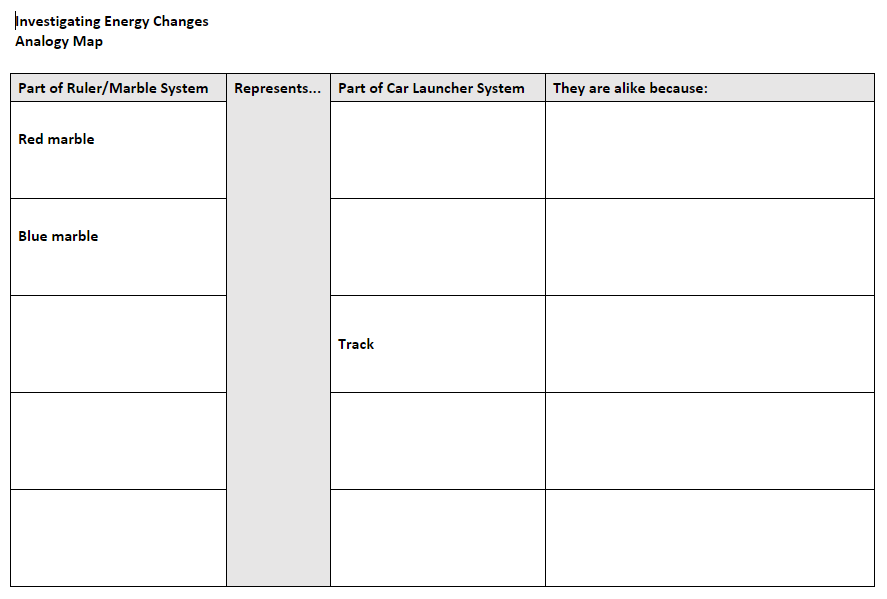 Investigating Energy Changes
Analogy Map
Part of Ruler/Marble System Represents... Part of Car Launcher System They are alike because:
Red marble
Blue marble
Track